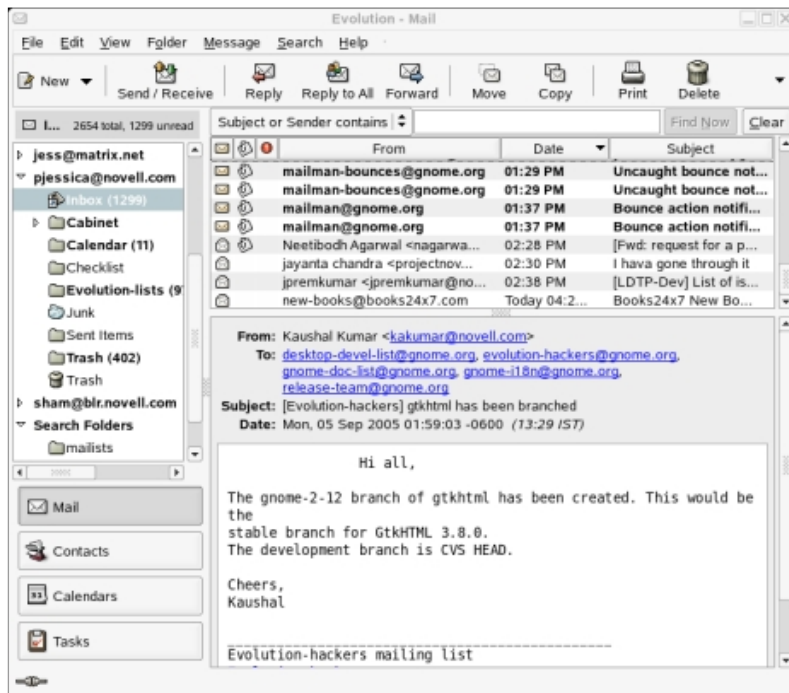 Evolution - Mail
File Edit View Folder Message Search Help
New Send / Receive Reply Reply to All Forward Move Copy Print Delete
I... 2654 total, 1299 unread
Subject or Sender contains Find Now Clear
jess@matrix.net
pjessica@novell.com
Inbox (1299)
Cabinet
Calendar (11)
Checklist
Evolution-lists (9
Junk
Sent Items
Trash (402)
Trash
sham@blr.novell.com
Search Folders
mailists
Mail
Contacts
Calendars
Tasks
From Date Subject
mailman-bounces@gnome.org 01:29 PM Uncaught bounce not...
mailman-bounces@gnome.org 01:29 PM Uncaught bounce not...
mailman@gnome.org 01:37 PM Bounce action notifi...
mailman@gnome.org 01:37 PM Bounce action notifi...
Neetibodh Agarwal <nagarwa... 02:28 PM [Fwd: request for a p...
jayanta chandra <projectnov... 02:30 PM I hava gone through it
jpremkumar <jpremkumar@no... 02:38 PM [LDTP-Dev] List of is...
new-books@books24x7.com Today 04:2... Books24x7 New Bo...
From: Kaushal Kumar <kakumar@novell.com>
To: desktop-devel-list@gnome.org, evolution-hackers@gnome.org,
gnome-doc-list@gnome.org, gnome-i18n@gnome.org,
release-team@gnome.org
Subject: [Evolution-hackers] gtkhtml has been branched
Date: Mon, 05 Sep 2005 01:59:03 -0600 (13:29 IST)
Hi all,
The gnome-2-12 branch of gtkhtml has been created. This would be
the
stable branch for GtkHTML 3.8.0.
The development branch is CVS HEAD.
Cheers,
Kaushal
Evolution-hackers mailing list